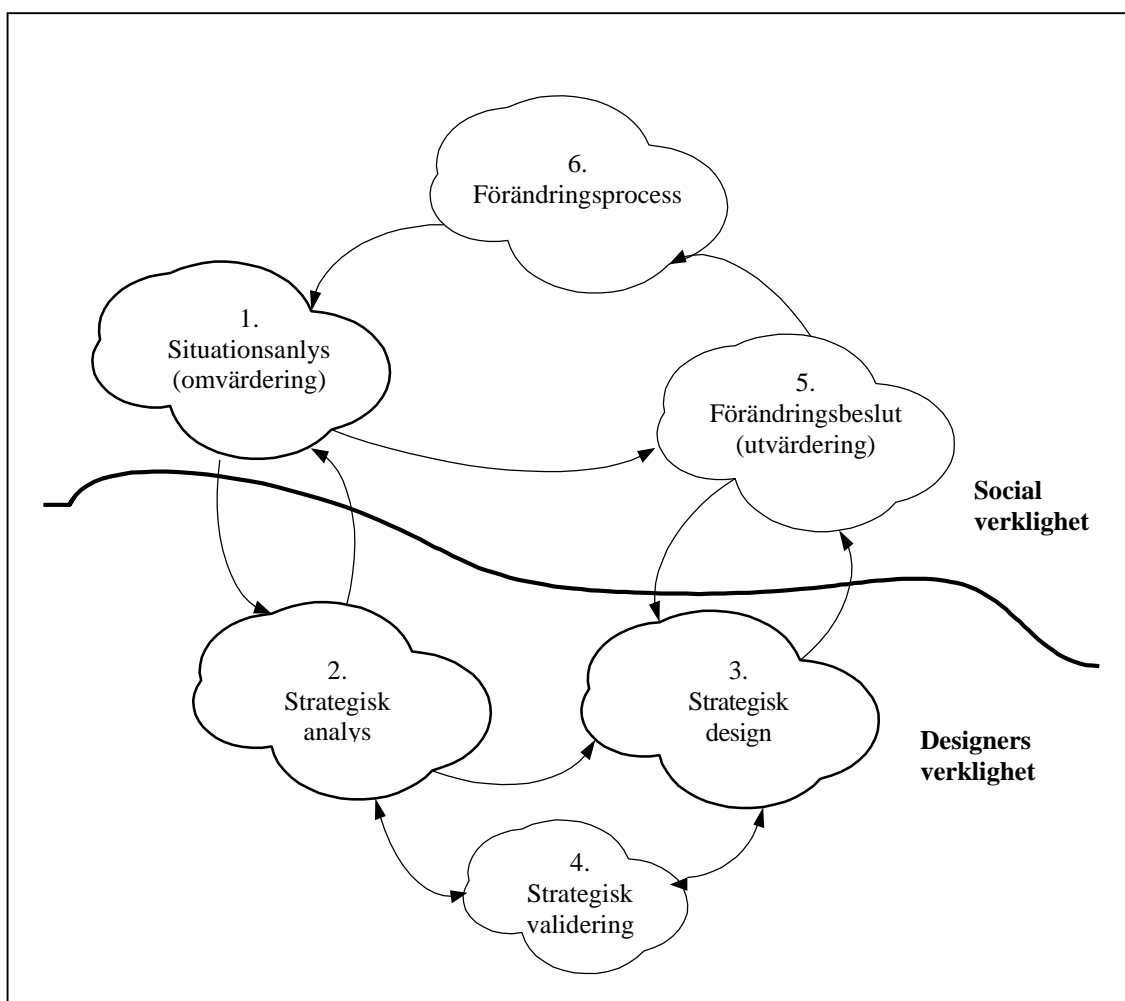 6.
Förändringsprocess
1.
Situationsanlys
(omvärdering)
5.
Förändringsbeslut
(utvärdering)
Social
verklighet
2.
Strategisk
analys
3.
Strategisk
design
Designers
verklighet
4.
Strategisk
validering